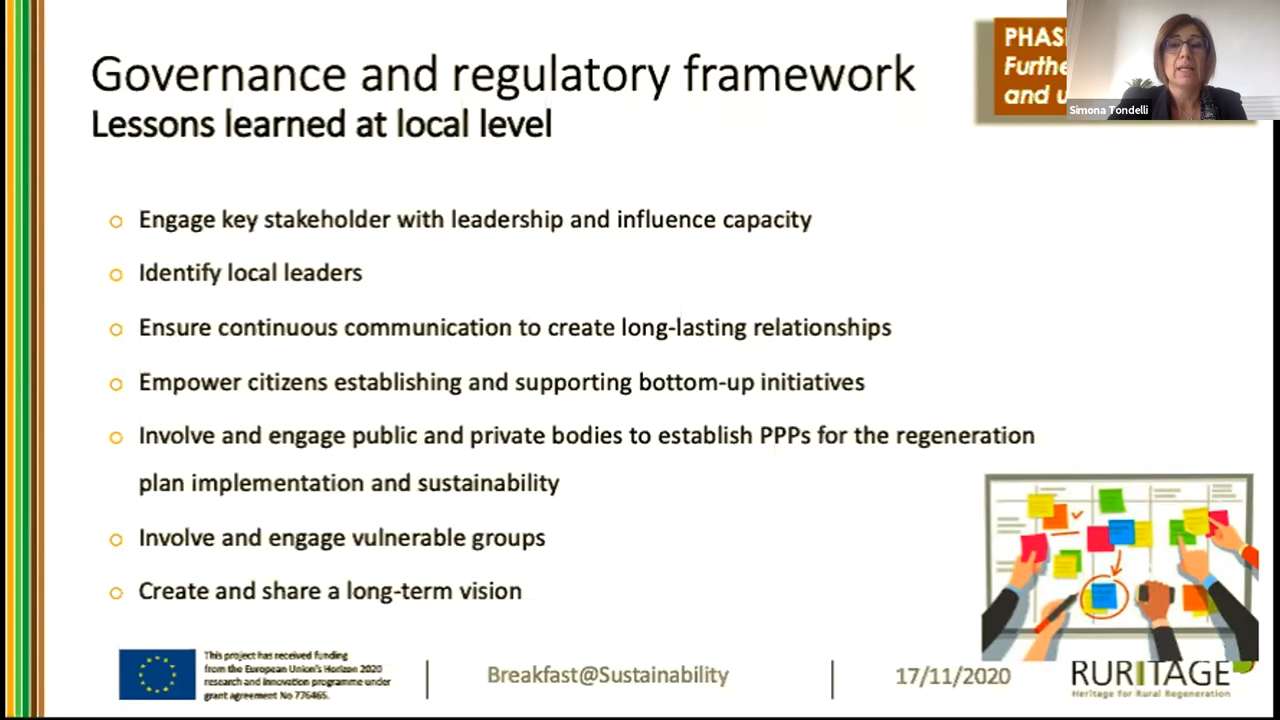 Governance and regulatory framework
Lessons learned at local level
PHAS
Furthe
and u
Simona Tondelli
Engage key stakeholder with leadership and influence capacity
Identify local leaders
Ensure continuous communication to create long-lasting relationships
Empower citizens establishing and supporting bottom-up initiatives
Involve and engage public and private bodies to establish PPPs for the regeneration
plan implementation and sustainability
Involve and engage vulnerable groups
Create and share a long-term vision
This project has received funding
from the European Union's Horizon 2020
research and innovation programme under
grant agreement No 776465.
Breakfast@Sustainability
17/11/2020
RURITAGE
Heritage for Rural Regeneration